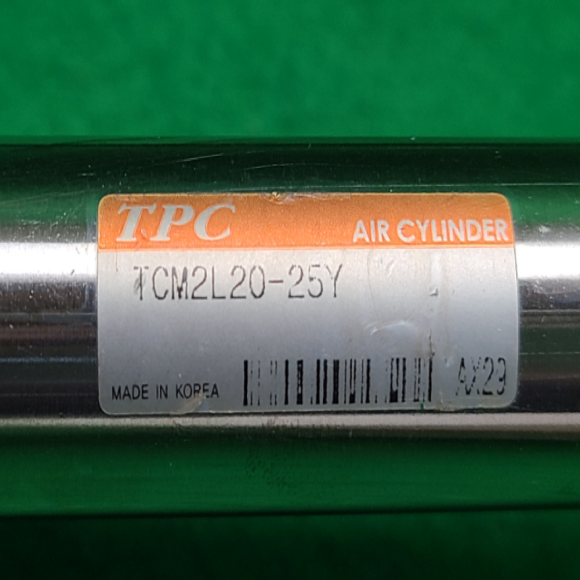 TPC
AIR CYLINDER
TCM2L20-25Y
MADE IN KOREA
AX29